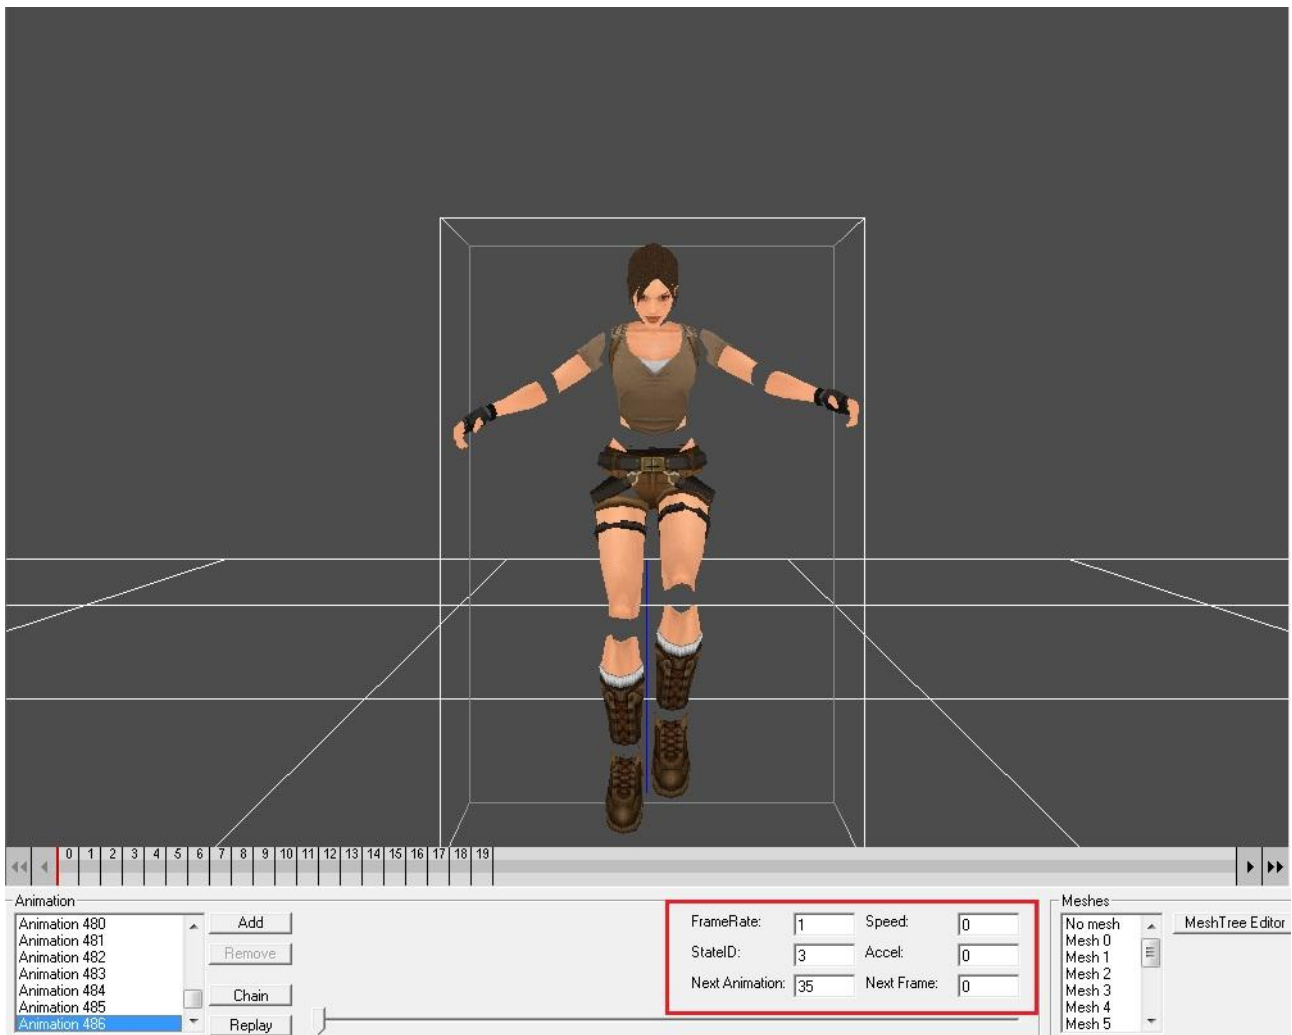 0 1 2 3 4 5 6 7 8 9 10 11 12 13 14 15 16 17 18 19
Animation
Animation 480
Animation 481
Animation 482
Animation 483
Animation 484
Animation 485
Animation 486
Add
Remove
Chain
Replay
FrameRate: 1 Speed: 0
StateID: 3 Accel: 0
Next Animation: 35 Next Frame: 0
Meshes
No mesh
Mesh 0
Mesh 1
Mesh 2
Mesh 3
Mesh 4
Mesh 5
MeshTree Editor